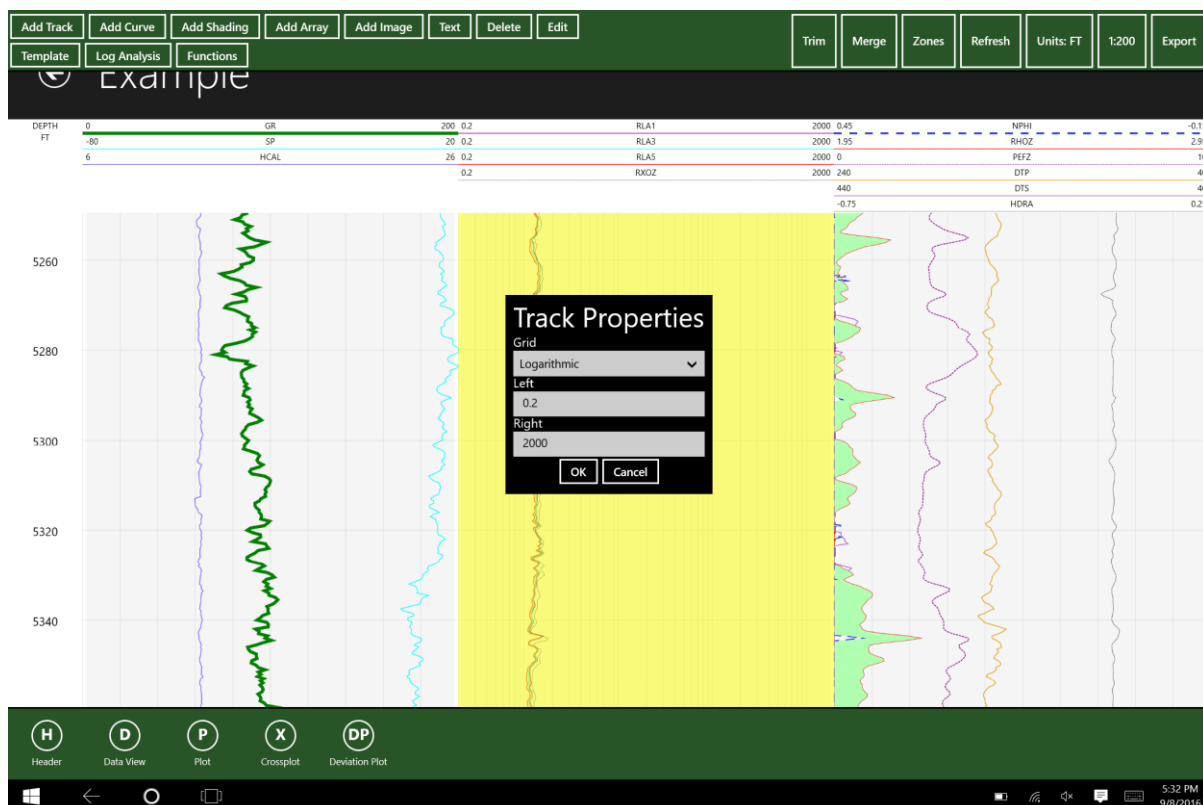 Add Track Add Curve Add Shading Add Array Add Image Text Delete Edit
Template Log Analysis Functions
Trim Merge Zones Refresh Units: FT 1:200 Export
Example
DEPTH 0 GR 200 0.2 RLA1 2000 0.45 NPHI
FT -80 SP 20 0.2 RLA3 2000 1.95 RHOZ
6 HCAL 26 0.2 RLA5 2000 0 PEFZ
0.2 RXOZ 2000 240 DTP
440 DTS
-0.75 HDRA
5260
5280
5300
5320
5340
Track Properties
Grid
Logarithmic
Left
0.2
Right
2000
OK Cancel
H D P X DP
Header Data View Plot Crossplot Deviation Plot
5:32 PM